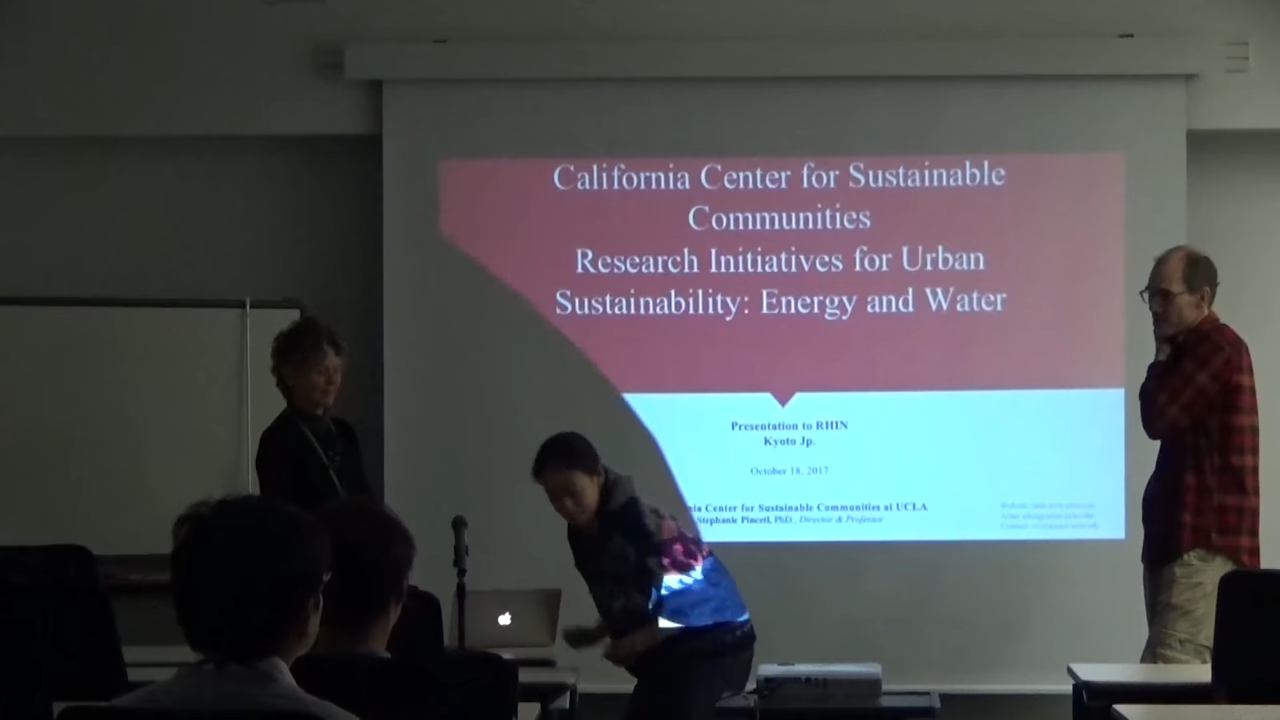 California Center for Sustainable
Communities
Research Initiatives for Urban
Sustainability: Energy and Water
Presentation to RHIN
Kyoto Jp.
October 18, 2017
ia Center for Sustainable Communities at UCLA
Stephanie Pincetl, PhD., Director & Professor